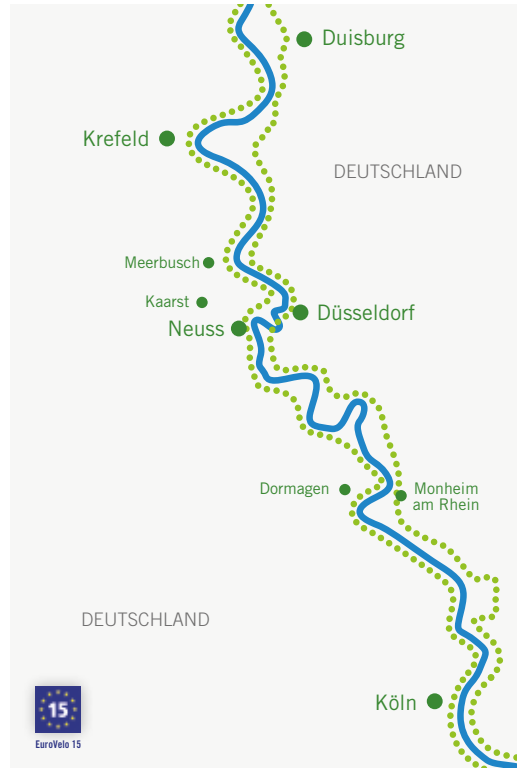 Duisburg
Krefeld
DEUTSCHLAND
Meerbusch
Kaarst
Düsseldorf
Neuss
Dormagen
Monheim
am Rhein
DEUTSCHLAND
Köln
15
EuroVelo 15